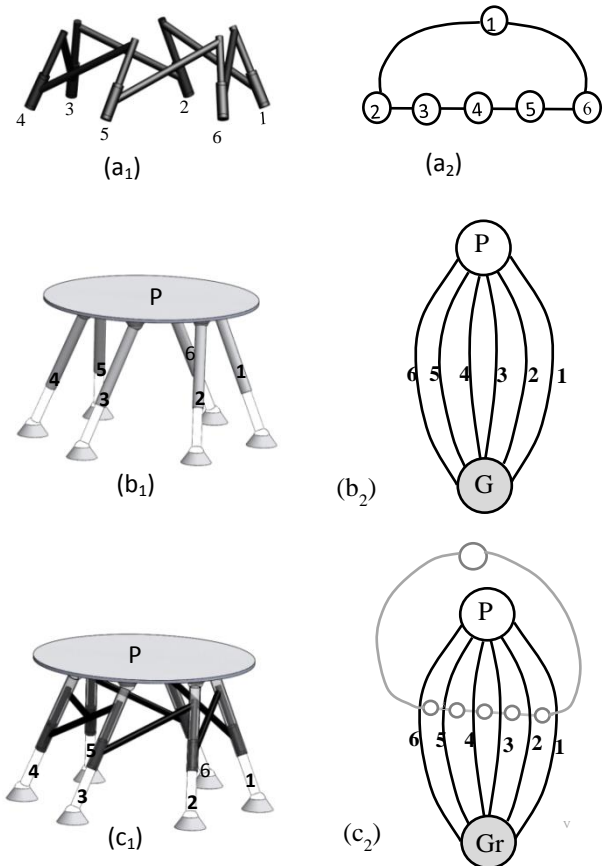 1
4 3 5 2 6 1
2 3 4 5 6
(a1)
(a2)
P
P
4 5 3 6 2 1
6 5 4 3 2 1
G
(b1)
(b2)
P
P
4 5 3 2 6 1
6 5 4 3 2 1
v
Gr
(c1)
(c2)